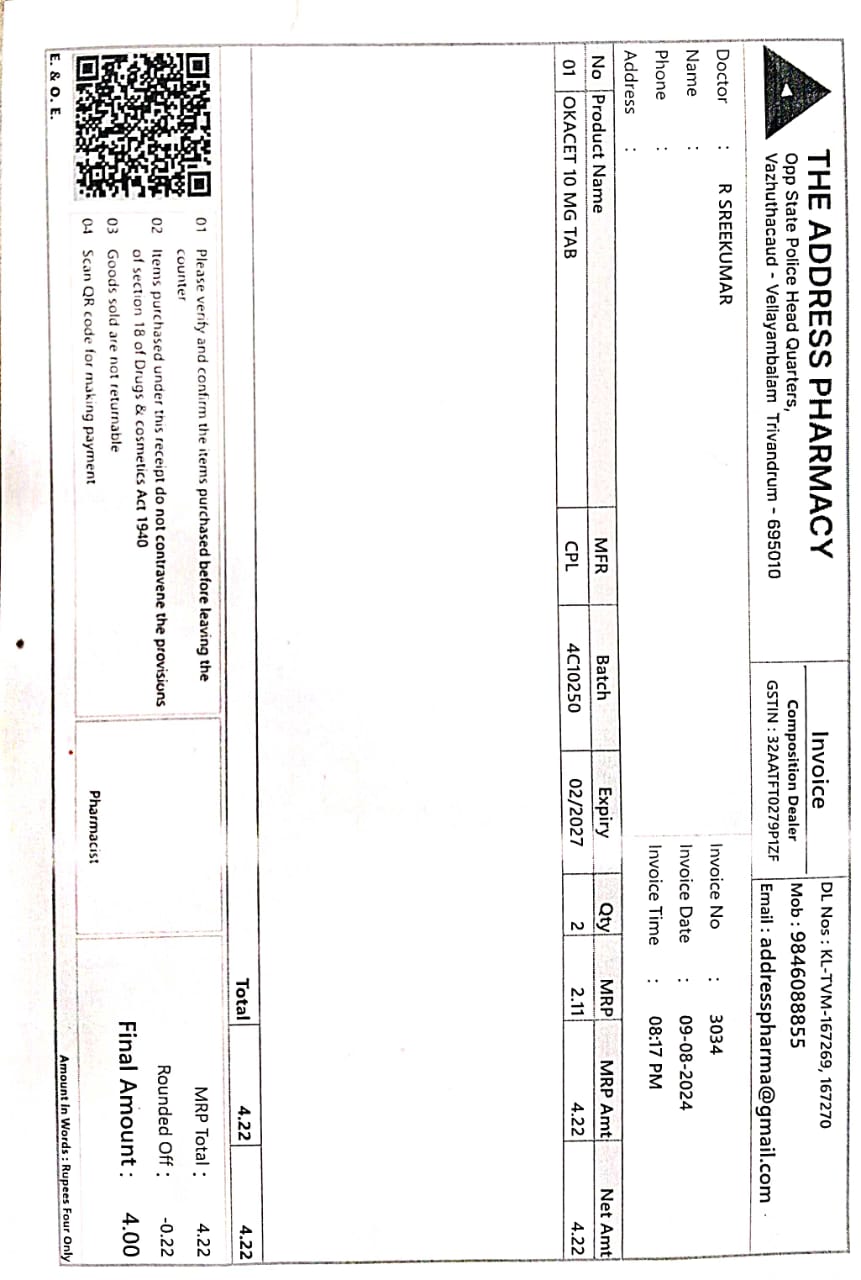 THE ADDRESS PHARMACY
Opp State Police Head Quarters,
Vazhuthacaud - Vellayambalam Trivandrum - 695010
Invoice
Composition Dealer
GSTIN : 32AATFT0279P1ZF
DL Nos : KL-TVM-167269, 167270
Mob : 9846088855
Email : addresspharma@gmail.com
Doctor : R SREEKUMAR
Name :
Phone :
Address :
Invoice No : 3034
Invoice Date : 09-08-2024
Invoice Time : 08:17 PM
No Product Name MFR Batch Expiry Qty MRP MRP Amt Net Amt
01 OKACET 10 MG TAB CPL 4C10250 02/2027 2 2.11 4.22 4.22
Total 4.22 4.22
01 Please verify and confirm the items purchased before leaving the
counter
02 Items purchased under this receipt do not contravene the provisions
of section 18 of Drugs & cosmetics Act 1940
03 Goods sold are not returnable
04 Scan QR code for making payment
E. & O. E.
Pharmacist
MRP Total : 4.22
Rounded Off : -0.22
Final Amount : 4.00
Amount In Words : Rupees Four Only